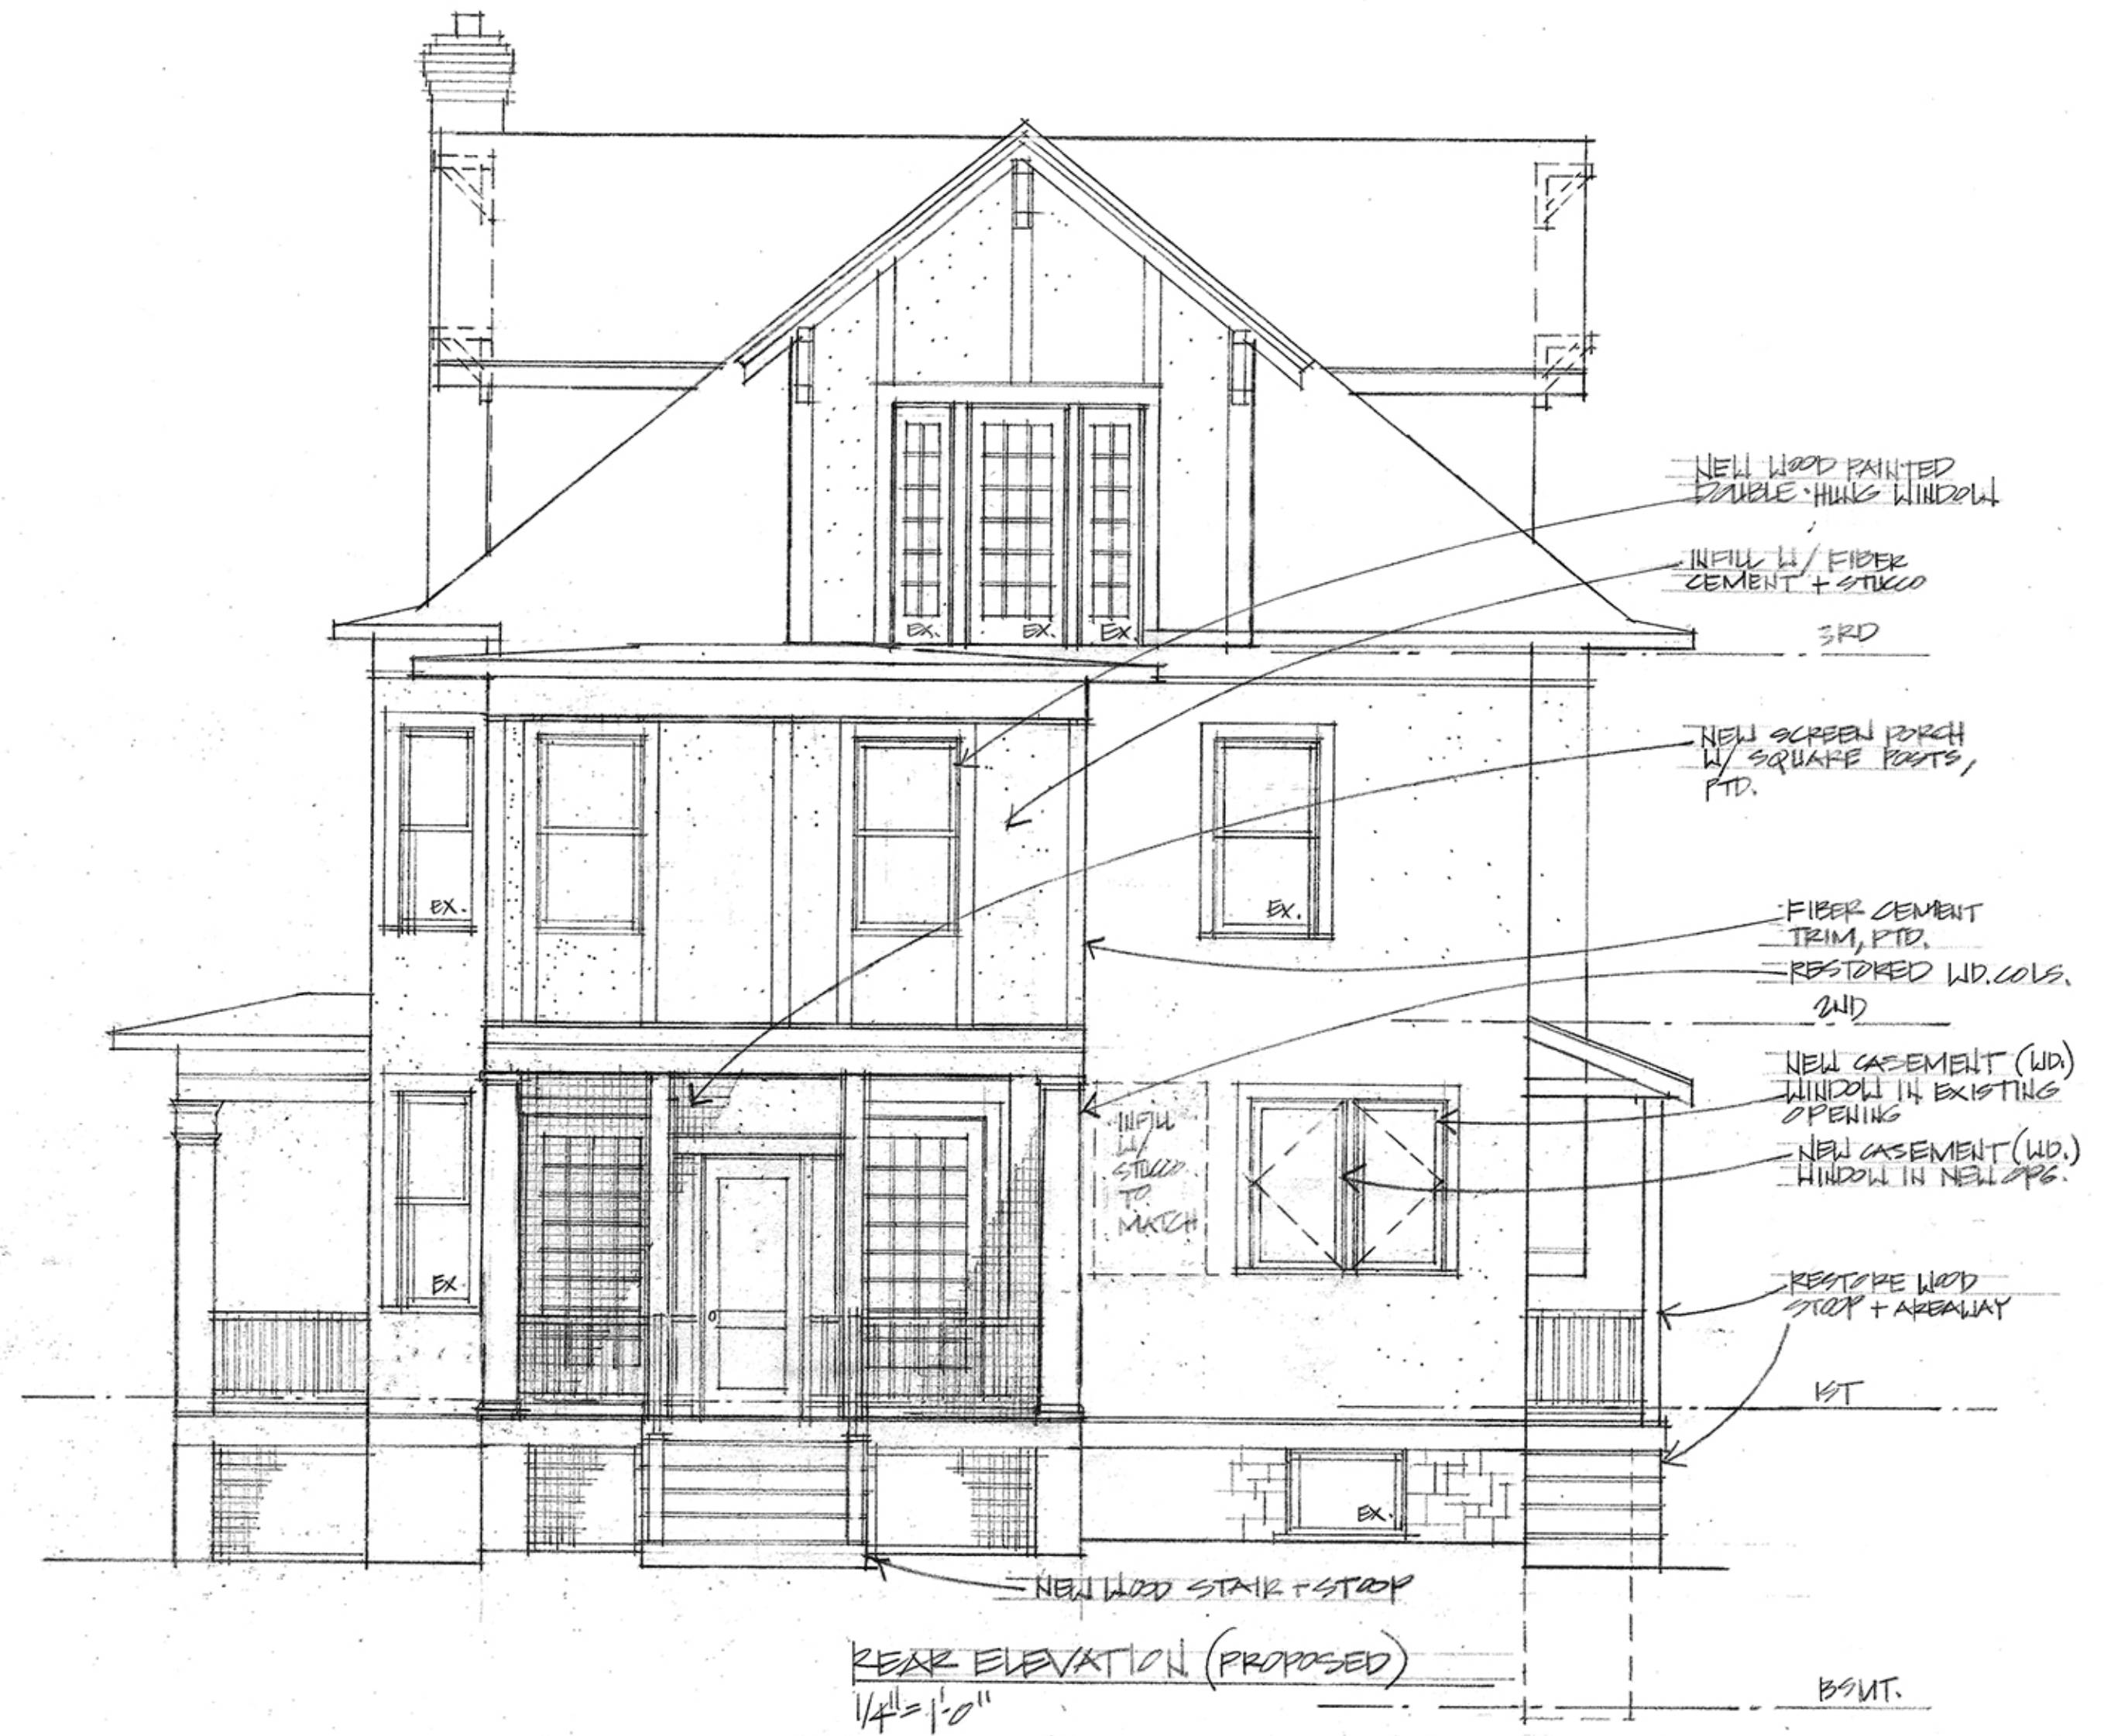 NEW WOOD PAINTED
DOUBLE-HUNG WINDOW
INFILL W/ FIBER
CEMENT + STUCCO
EX. EX. EX.
3RD
NEW SCREEN PORCH
W/ SQUARE POSTS,
PTD.
EX.
EX.
FIBER CEMENT
TRIM, PTD.
RESTORED WD. COLS.
2ND
NEW CASEMENT (WD.)
WINDOW IN EXISTING
OPENING
INFILL
W/
STUCCO
TO
MATCH
NEW CASEMENT (WD.)
WINDOW IN NEW OPG.
EX.
RESTORE WOOD
STOOP + AREAWAY
1ST
EX.
NEW WOOD STAIR + STOOP
REAR ELEVATION (PROPOSED)
1/4" = 1'-0"
BSMT.